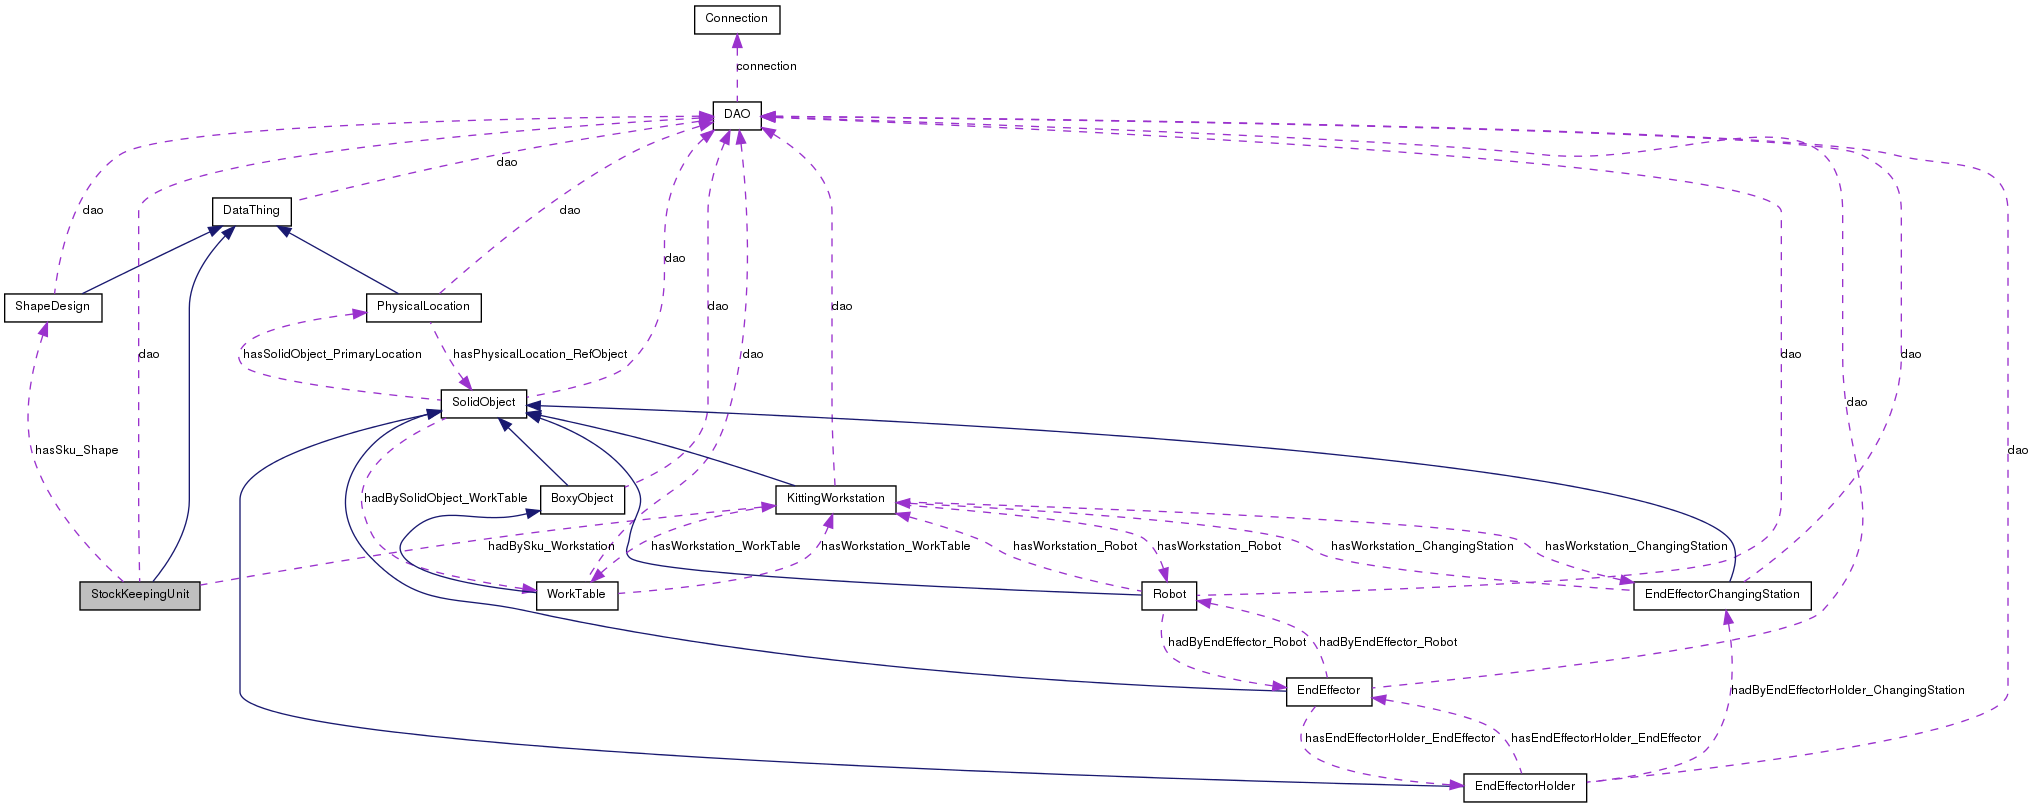 Connection
connection
DAO
dao
DataThing
dao
dao
ShapeDesign
PhysicalLocation
dao
dao
dao
dao
hasSolidObject_PrimaryLocation
hasPhysicalLocation_RefObject
dao
dao
dao
dao
SolidObject
dao
hasSku_Shape
dao
hadBySolidObject_WorkTable
BoxyObject
KittingWorkstation
hadBySku_Workstation
hasWorkstation_WorkTable
hasWorkstation_WorkTable
hasWorkstation_Robot
hasWorkstation_Robot
hasWorkstation_ChangingStation
hasWorkstation_ChangingStation
StockKeepingUnit
WorkTable
Robot
EndEffectorChangingStation
hadByEndEffector_Robot
hadByEndEffector_Robot
EndEffector
hadByEndEffectorHolder_ChangingStation
hasEndEffectorHolder_EndEffector
hasEndEffectorHolder_EndEffector
EndEffectorHolder